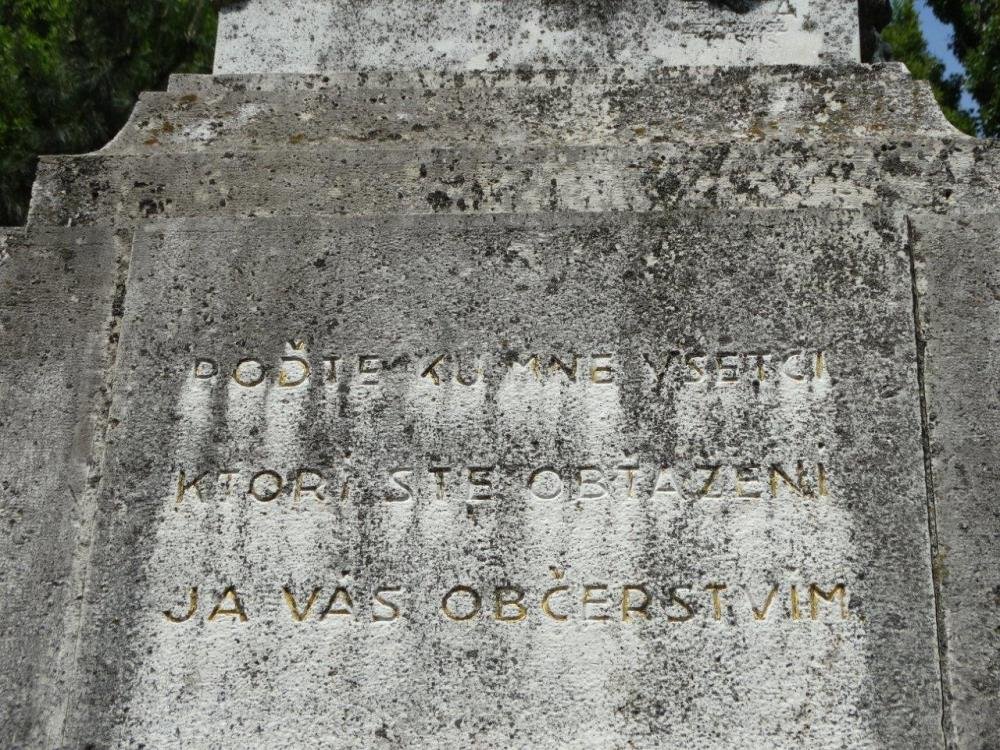 POĎTE KU MNE VŠETCI
KTORÍ STE OBŤAŽENÍ
JA VÁS OBČERSTVÍM